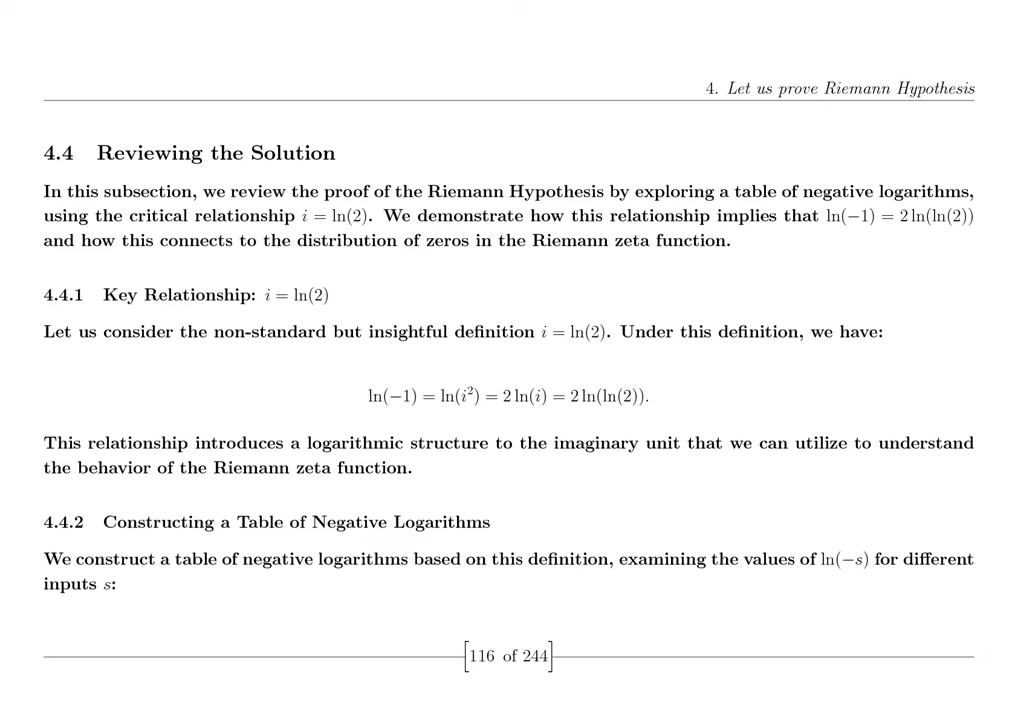 4. Let us prove Riemann Hypothesis
4.4 Reviewing the Solution
In this subsection, we review the proof of the Riemann Hypothesis by exploring a table of negative logarithms,
using the critical relationship i = ln(2). We demonstrate how this relationship implies that ln(−1) = 2 ln(ln(2))
and how this connects to the distribution of zeros in the Riemann zeta function.
4.4.1 Key Relationship: i = ln(2)
Let us consider the non-standard but insightful definition i = ln(2). Under this definition, we have:
ln(−1) = ln(i²) = 2 ln(i) = 2 ln(ln(2)).
This relationship introduces a logarithmic structure to the imaginary unit that we can utilize to understand
the behavior of the Riemann zeta function.
4.4.2 Constructing a Table of Negative Logarithms
We construct a table of negative logarithms based on this definition, examining the values of ln(−s) for different
inputs s:
[116 of 244]